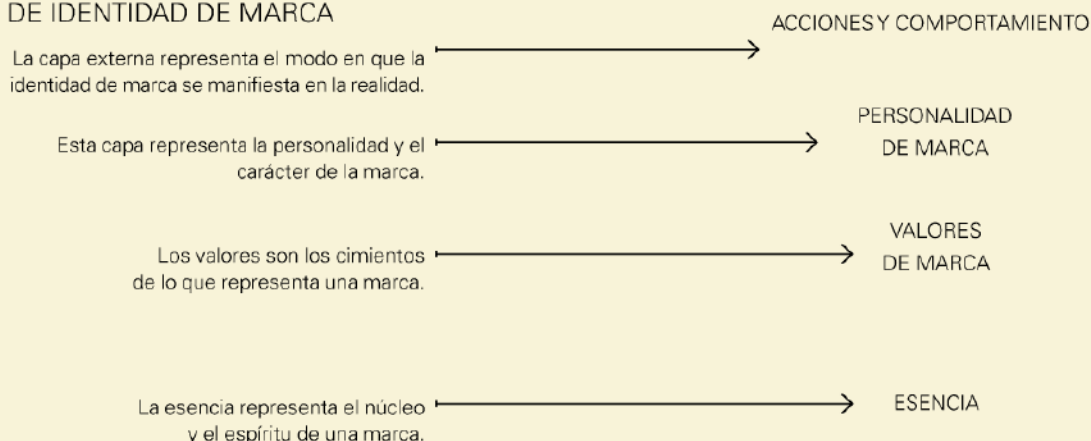 DE IDENTIDAD DE MARCA
La capa externa representa el modo en que la
identidad de marca se manifiesta en la realidad.
ACCIONES Y COMPORTAMIENTO
Esta capa representa la personalidad y el
carácter de la marca.
PERSONALIDAD
DE MARCA
Los valores son los cimientos
de lo que representa una marca.
VALORES
DE MARCA
La esencia representa el núcleo
y el espíritu de una marca.
ESENCIA